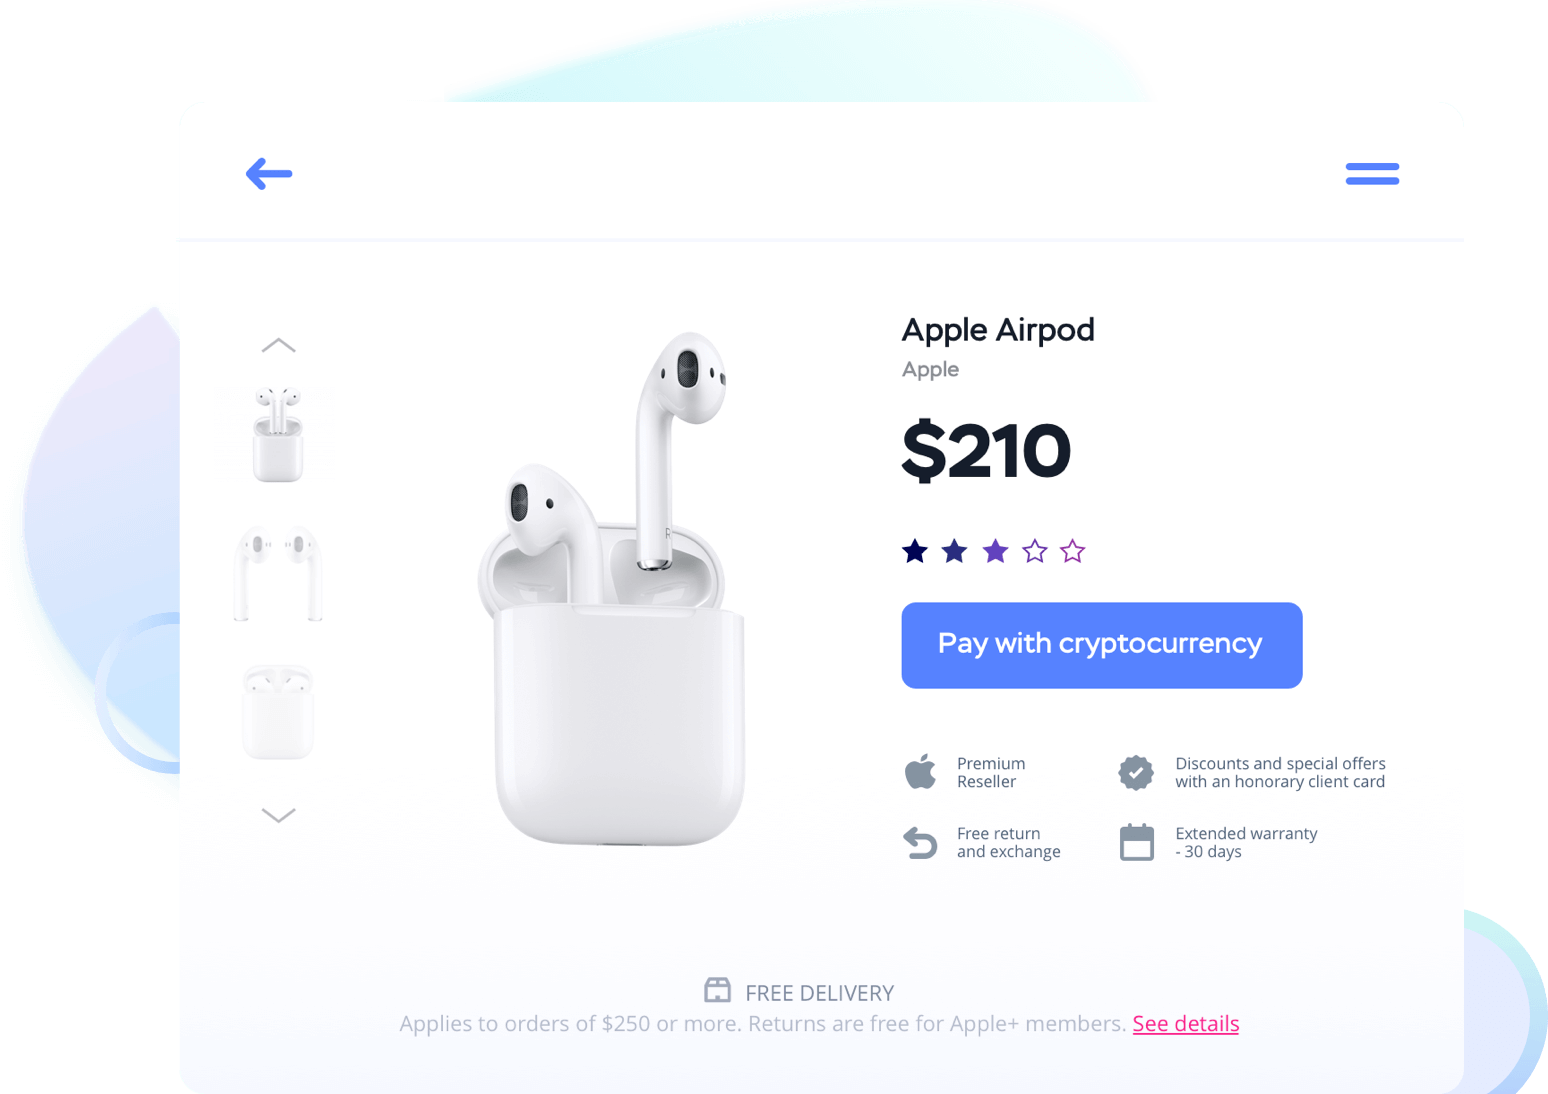 Apple Airpod
Apple
$210
Pay with cryptocurrency
Premium
Reseller
Discounts and special offers
with an honorary client card
Free return
and exchange
Extended warranty
- 30 days
FREE DELIVERY
Applies to orders of $250 or more. Returns are free for Apple+ members. See details
R